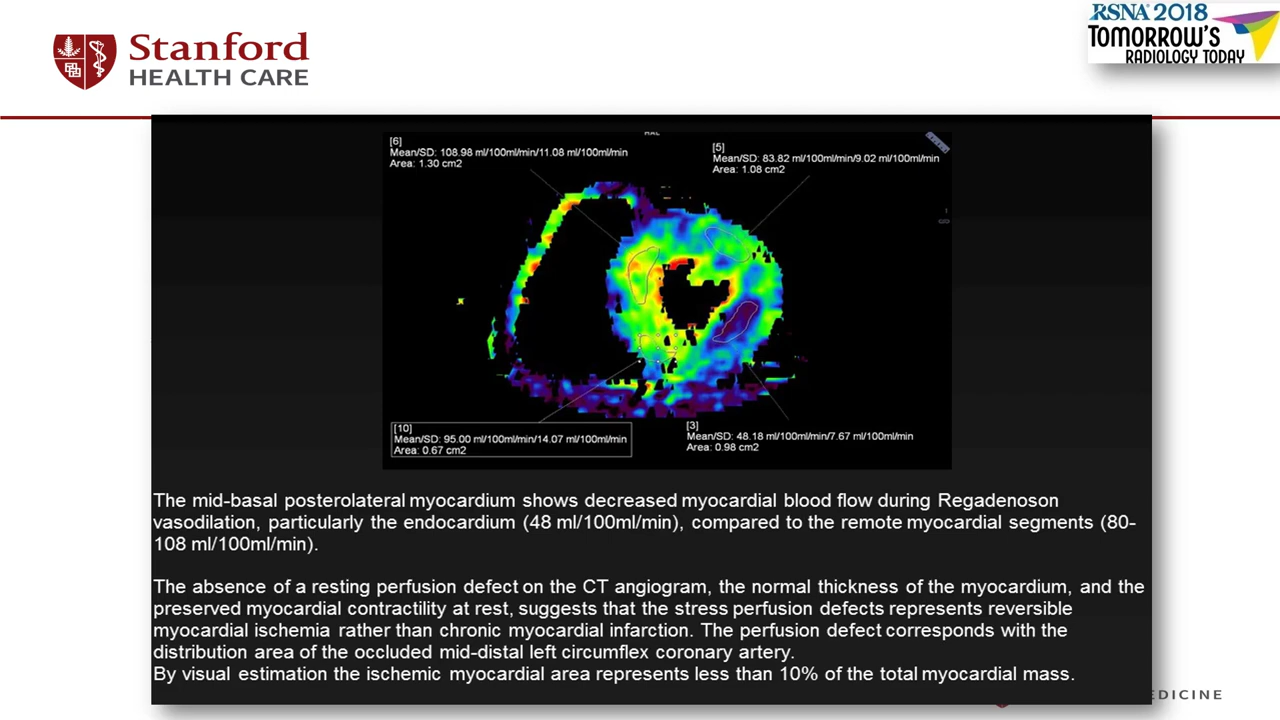 Stanford
HEALTH CARE
RSNA 2018
TOMORROW'S
RADIOLOGY TODAY
[6]
Mean/SD: 108.98 ml/100ml/min/11.08 ml/100ml/min
Area: 1.30 cm2
[5]
Mean/SD: 83.82 ml/100ml/min/9.02 ml/100ml/min
Area: 1.08 cm2
[10]
Mean/SD: 95.00 ml/100ml/min/14.07 ml/100ml/min
Area: 0.67 cm2
[3]
Mean/SD: 48.18 ml/100ml/min/7.67 ml/100ml/min
Area: 0.98 cm2
The mid-basal posterolateral myocardium shows decreased myocardial blood flow during Regadenoson
vasodilation, particularly the endocardium (48 ml/100ml/min), compared to the remote myocardial segments (80-
108 ml/100ml/min).
The absence of a resting perfusion defect on the CT angiogram, the normal thickness of the myocardium, and the
preserved myocardial contractility at rest, suggests that the stress perfusion defects represents reversible
myocardial ischemia rather than chronic myocardial infarction. The perfusion defect corresponds with the
distribution area of the occluded mid-distal left circumflex coronary artery.
By visual estimation the ischemic myocardial area represents less than 10% of the total myocardial mass.
EDICINE